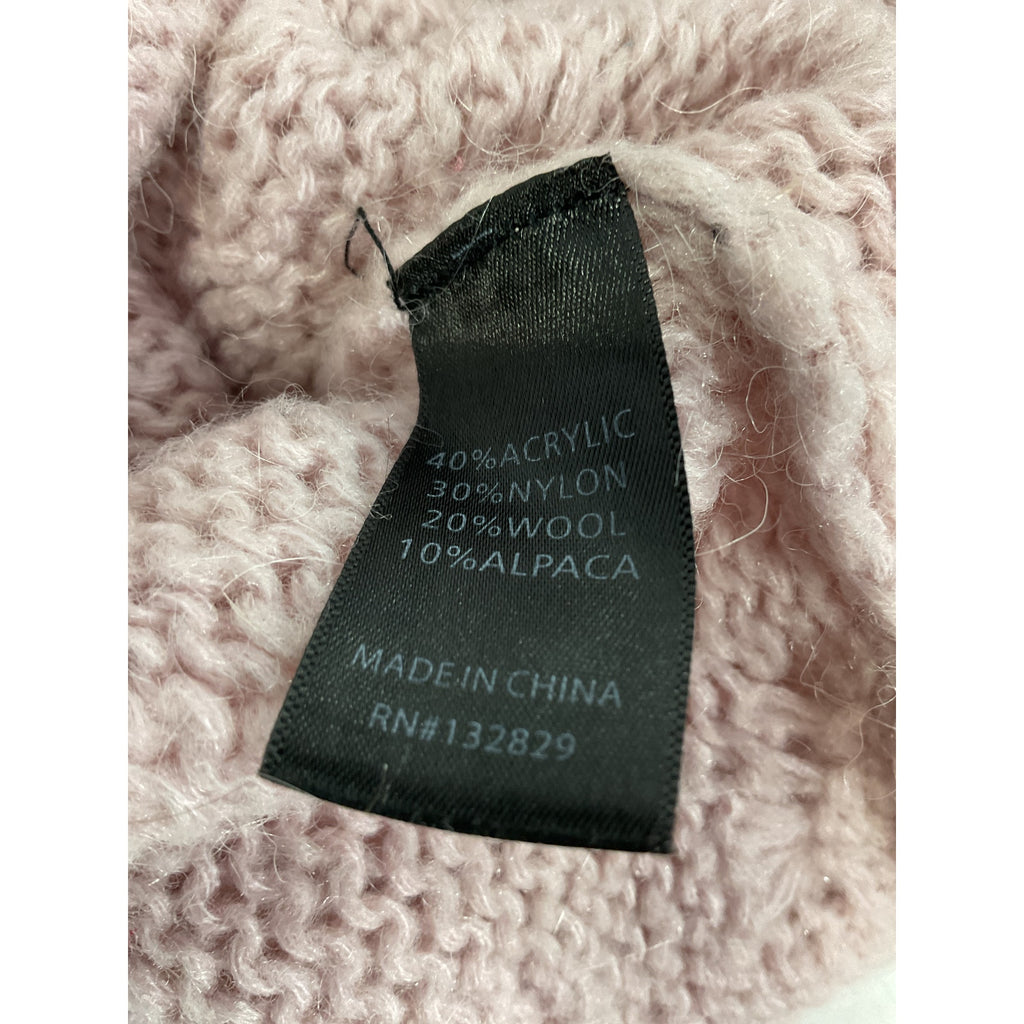 40%ACRYLIC
30%NYLON
20%WOOL
10%ALPACA
MADE IN CHINA
RN#132829